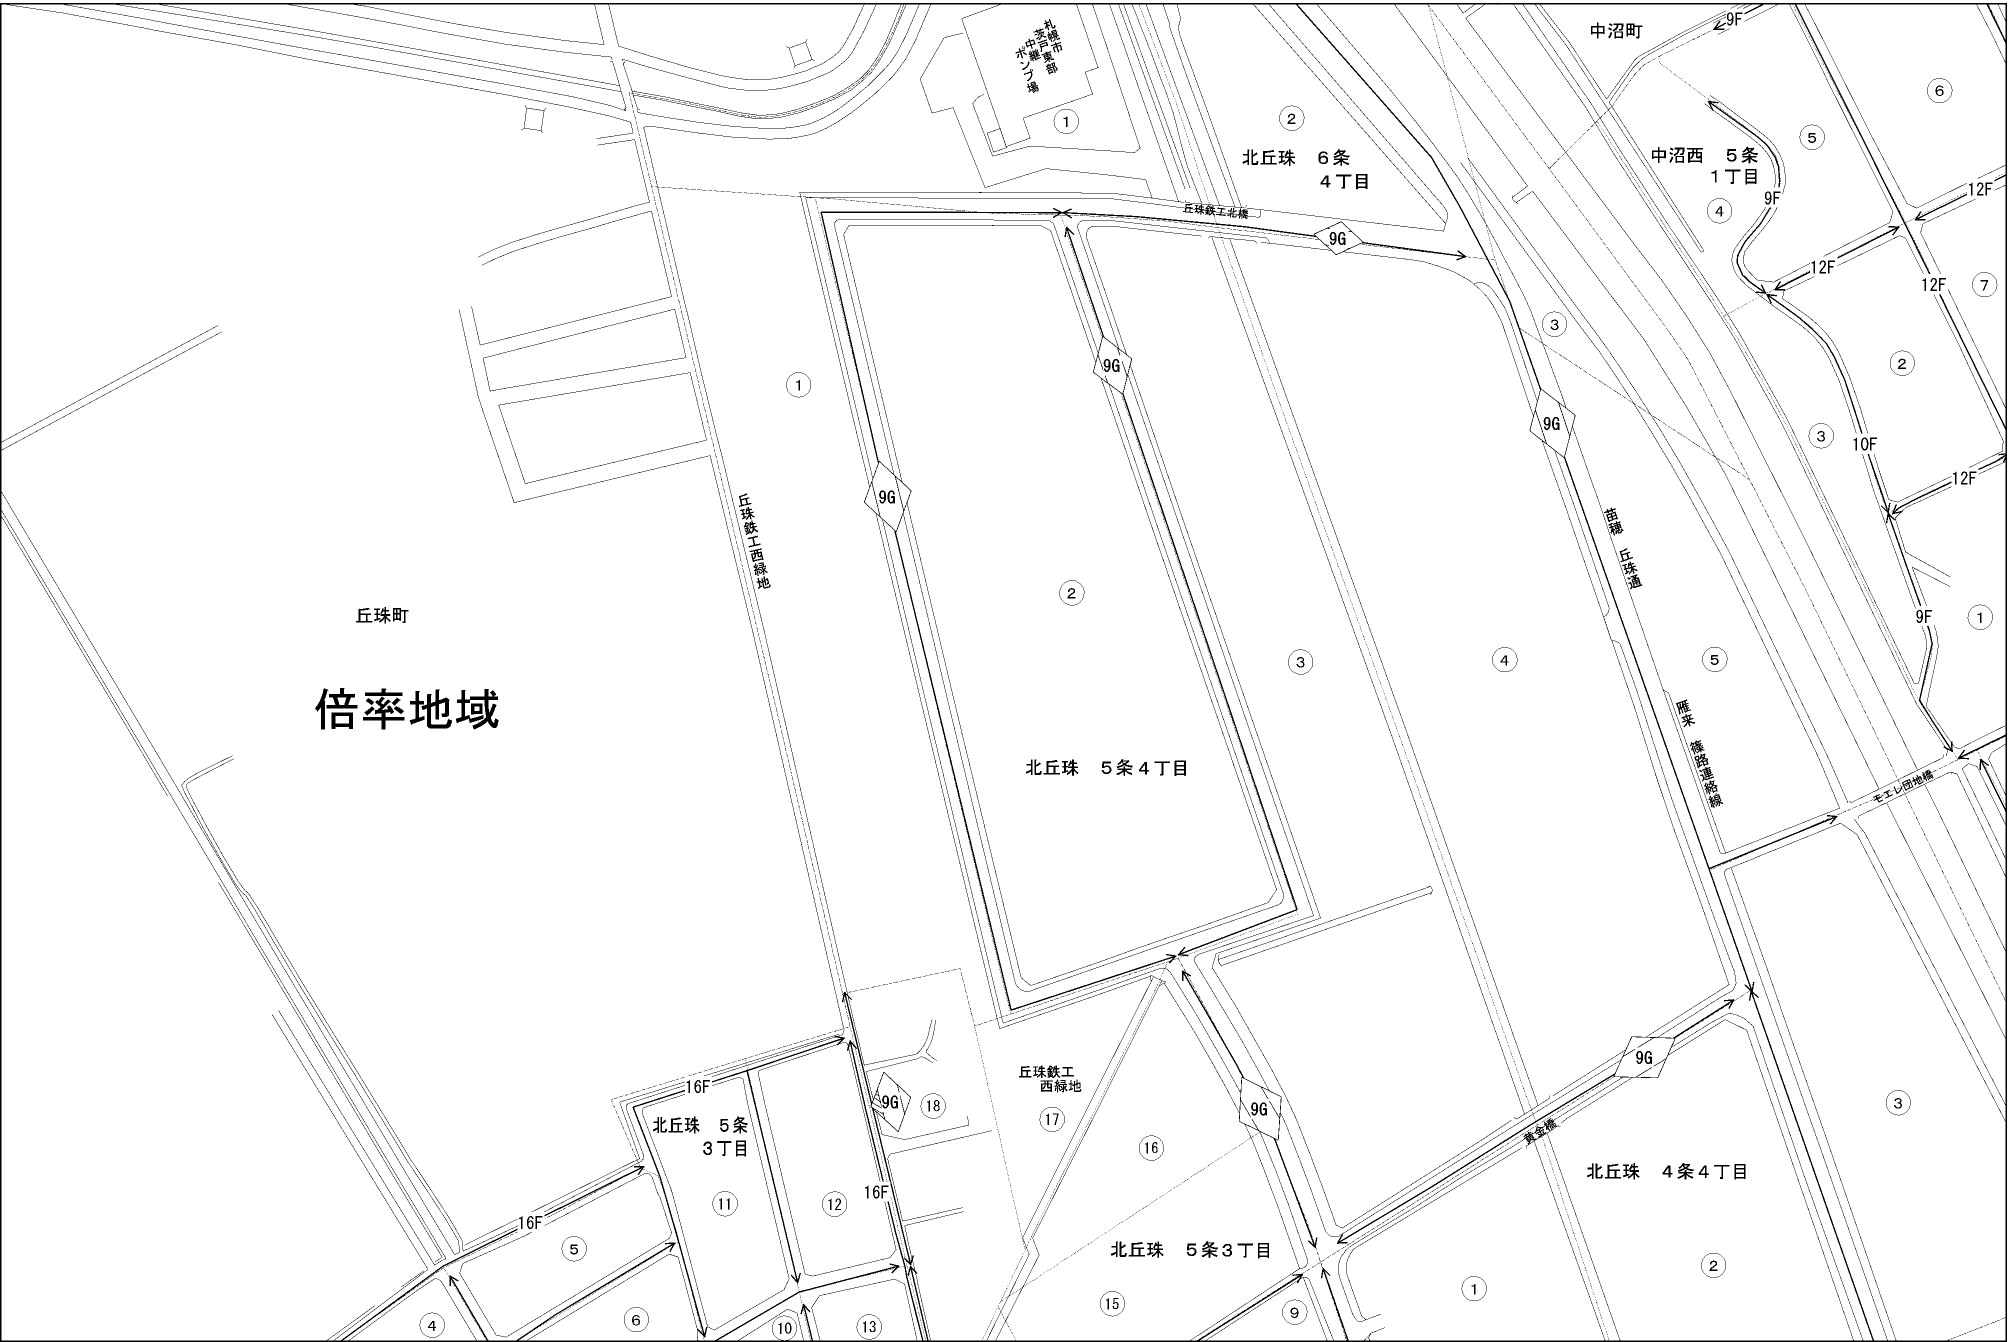 中沼町
9F
札幌市
茨戸東部
中継
ポンプ場
①
②
北丘珠　６条
４丁目
⑥
⑤
中沼西　５条
１丁目
9F
④
12F
12F
12F
⑦
丘珠鉄工北橋
9G
③
②
①
9G
9G
9G
③
10F
12F
丘珠鉄工西緑地
苗穂　丘珠通
9F
①
丘珠町
②
③
④
⑤
倍率地域
雁来　篠路連絡線
北丘珠　５条４丁目
モエレ団地橋
9G
丘珠鉄工
西緑地
16F
9G
⑱
⑰
9G
③
北丘珠　５条
３丁目
黄金橋
⑯
北丘珠　４条４丁目
⑪
⑫
16F
16F
⑤
北丘珠　５条３丁目
②
①
⑮
⑨
④
⑥
⑩
⑬